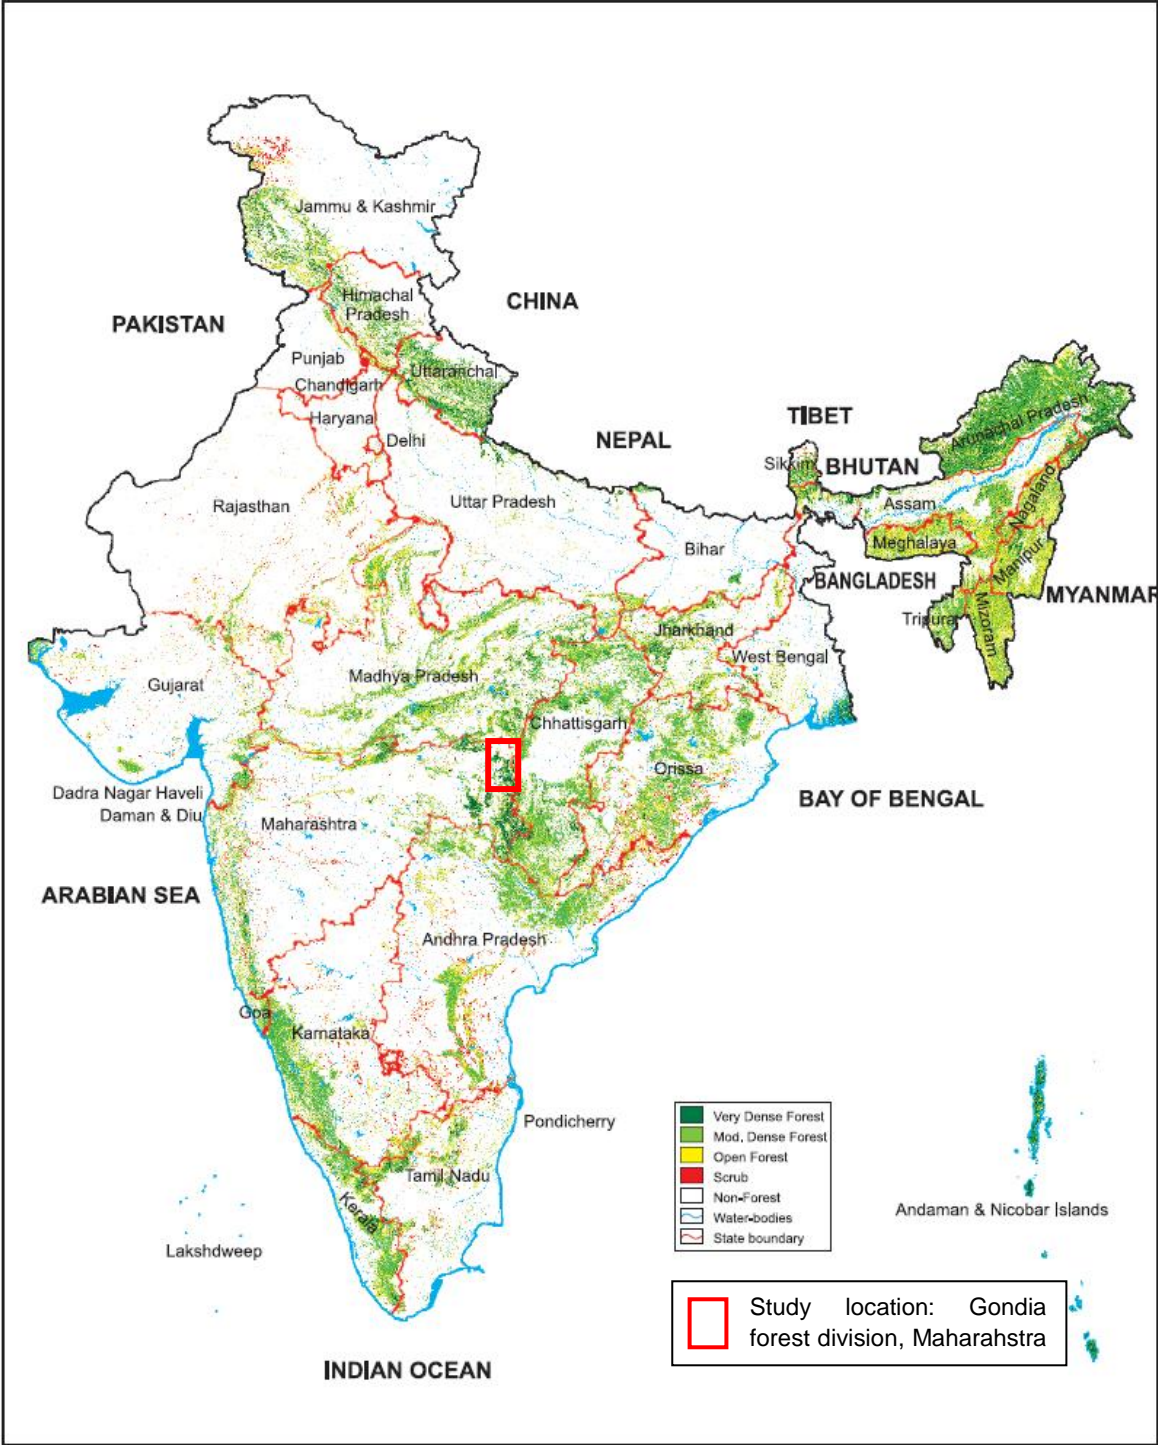 Jammu & Kashmir
CHINA
Himachal
Pradesh
PAKISTAN
Punjab
Uttaranchal
Chandigarh
Haryana
TIBET
Delhi
NEPAL
Arunachal Pradesh
Sikkim
BHUTAN
Rajasthan
Uttar Pradesh
Assam
Nagaland
Meghalaya
Bihar
Manipur
BANGLADESH
MYANMAR
Tripura
Mizoram
Jharkhand
West Bengal
Madhya Pradesh
Gujarat
Chhattisgarh
Orissa
Dadra Nagar Haveli
Daman & Diu
BAY OF BENGAL
Maharashtra
ARABIAN SEA
Andhra Pradesh
Goa
Karnataka
Pondicherry
Very Dense Forest
Mod, Dense Forest
Open Forest
Scrub
Non-Forest
Water-bodies
State boundary
Tamil Nadu
Kerala
Andaman & Nicobar Islands
Lakshdweep
Study location: Gondia
forest division, Maharahstra
INDIAN OCEAN